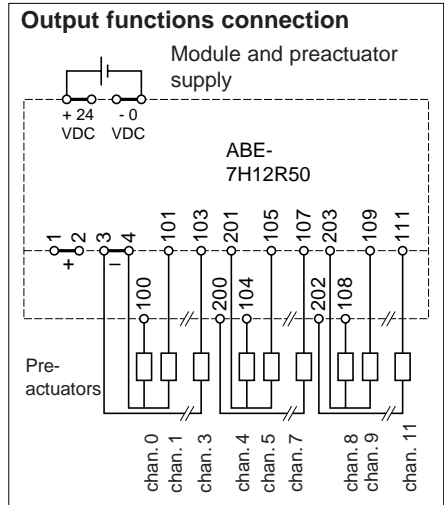 Output functions connection
Module and preactuator
supply
+ 24
VDC
- 0
VDC
ABE-
7H12R50
1
2
+
3
4
–
101
103
201
105
107
203
109
111
100
200
104
202
108
Pre-
actuators
chan. 0
chan. 1
chan. 3
chan. 4
chan. 5
chan. 7
chan. 8
chan. 9
chan. 11